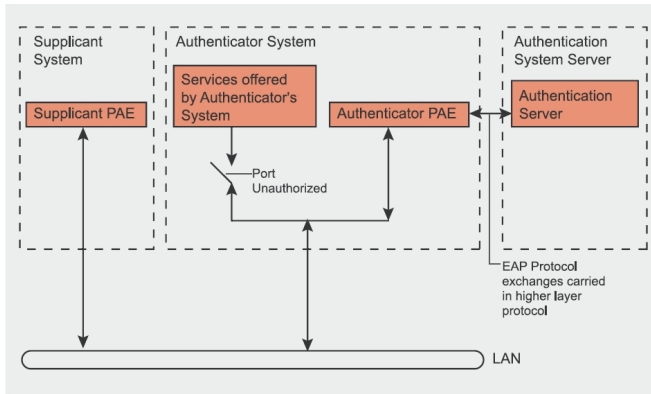 Supplicant
System
Supplicant PAE
Authenticator System
Services offered
by Authenticator's
System
Authenticator PAE
Port
Unauthorized
Authentication
System Server
Authentication
Server
EAP Protocol
exchanges carried
in higher layer
protocol
LAN